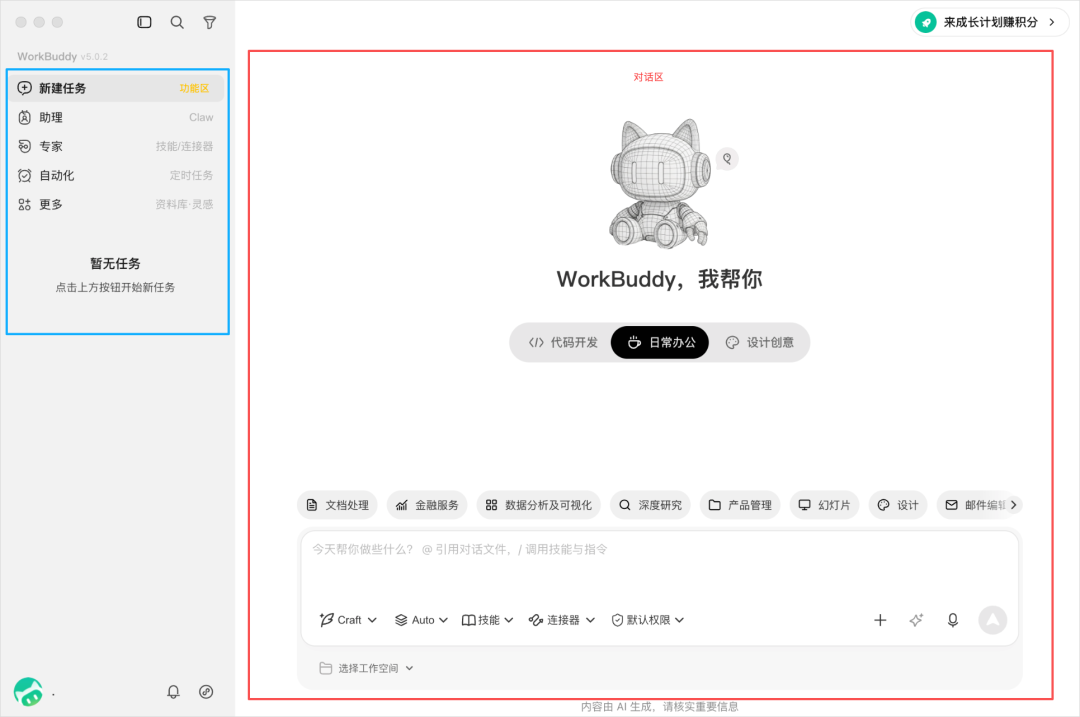 来成长计划赚积分
WorkBuddy v5.0.2
新建任务 功能区
助理 Claw
专家 技能/连接器
自动化 定时任务
更多 资料库·灵感
暂无任务
点击上方按钮开始新任务
对话区
WorkBuddy，我帮你
代码开发 日常办公 设计创意
文档处理 金融服务 数据分析及可视化 深度研究 产品管理 幻灯片 设计 邮件编辑
今天帮你做些什么？ @ 引用对话文件，/ 调用技能与指令
Craft Auto 技能 连接器 默认权限
选择工作空间
内容由 AI 生成，请核实重要信息